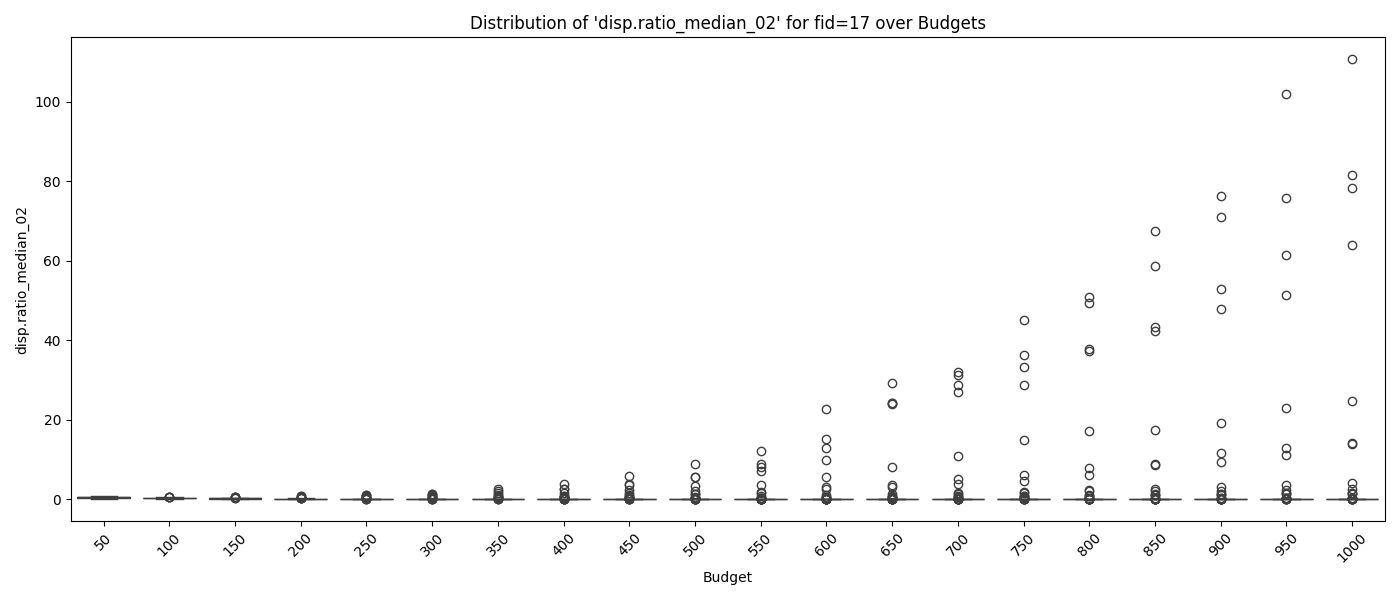 Distribution of 'disp.ratio_median_02' for fid=17 over Budgets
disp.ratio_median_02
100
80
60
40
20
0
50 100 150 200 250 300 350 400 450 500 550 600 650 700 750 800 850 900 950 1000
Budget